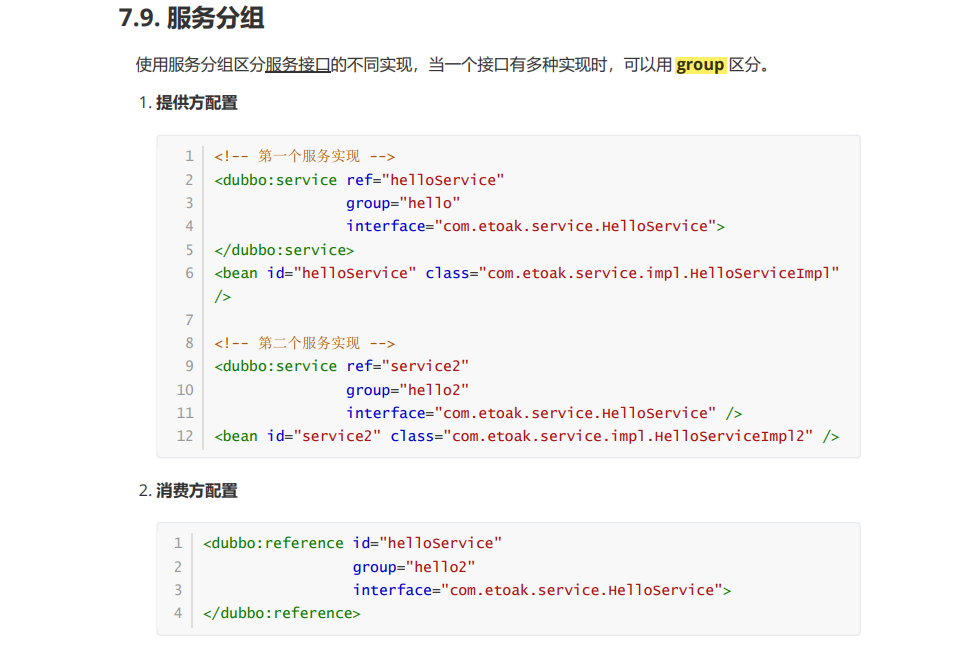 7.9. 服务分组
使用服务分组区分服务接口的不同实现，当一个接口有多种实现时，可以用 group 区分。
1. 提供方配置
1 <!-- 第一个服务实现 -->
2 <dubbo:service ref="helloService"
3 group="hello"
4 interface="com.etoak.service.HelloService">
5 </dubbo:service>
6 <bean id="helloService" class="com.etoak.service.impl.HelloServiceImpl"
/>
7
8 <!-- 第二个服务实现 -->
9 <dubbo:service ref="service2"
10 group="hello2"
11 interface="com.etoak.service.HelloService" />
12 <bean id="service2" class="com.etoak.service.impl.HelloServiceImpl2" />
2. 消费方配置
1 <dubbo:reference id="helloService"
2 group="hello2"
3 interface="com.etoak.service.HelloService">
4 </dubbo:reference>